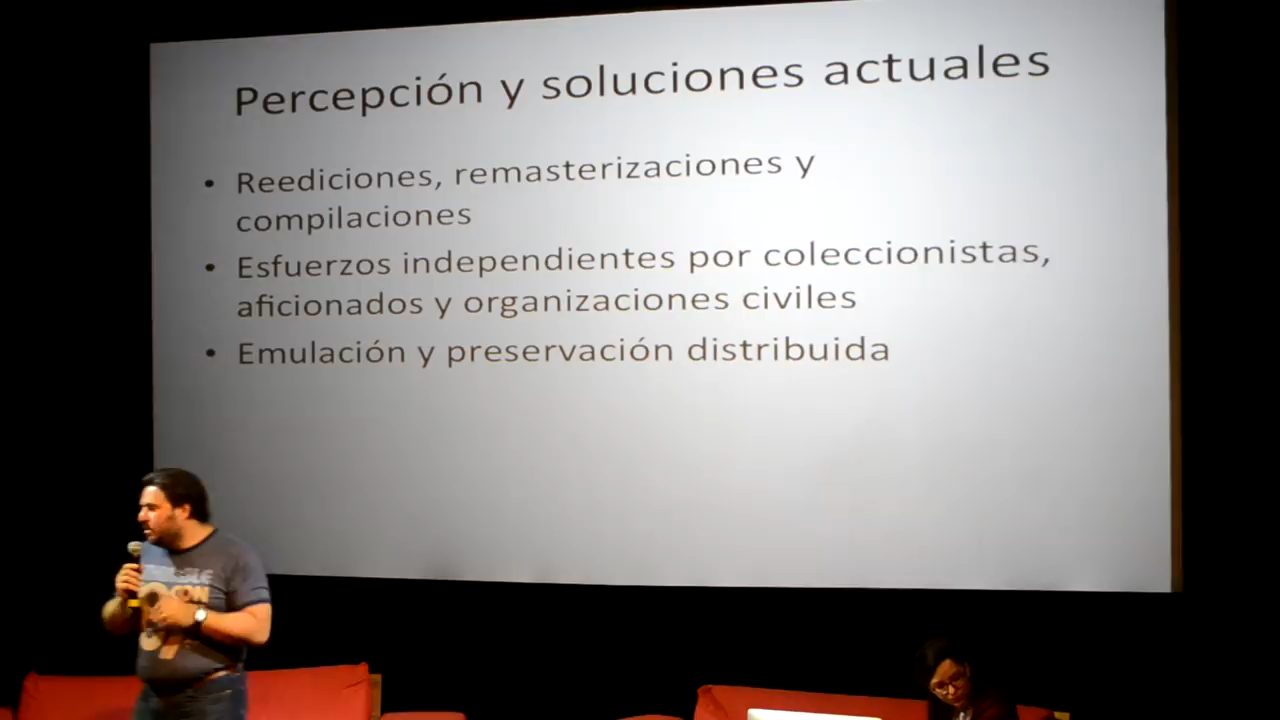 Percepción y soluciones actuales
• Reediciones, remasterizaciones y
compilaciones
• Esfuerzos independientes por coleccionistas,
aficionados y organizaciones civiles
• Emulación y preservación distribuida